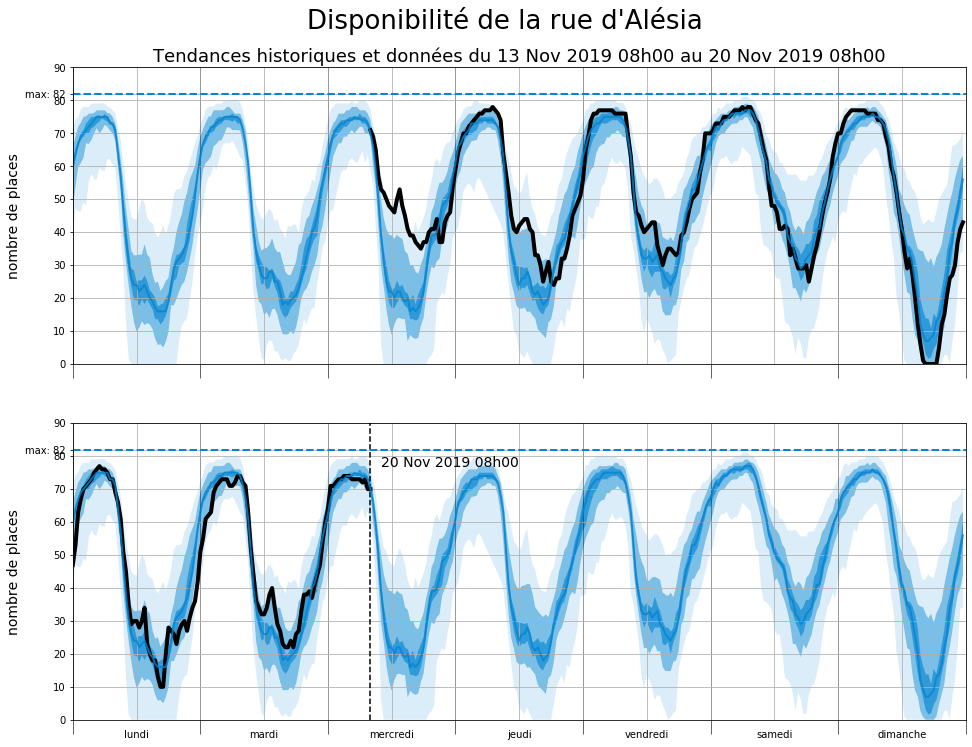 Disponibilité de la rue d'Alésia
Tendances historiques et données du 13 Nov 2019 08h00 au 20 Nov 2019 08h00
90
max: 82
80
70
60
50
40
30
20
10
0
nombre de places
90
max: 82
80
70
60
50
40
30
20
10
0
nombre de places
20 Nov 2019 08h00
lundi mardi mercredi jeudi vendredi samedi dimanche